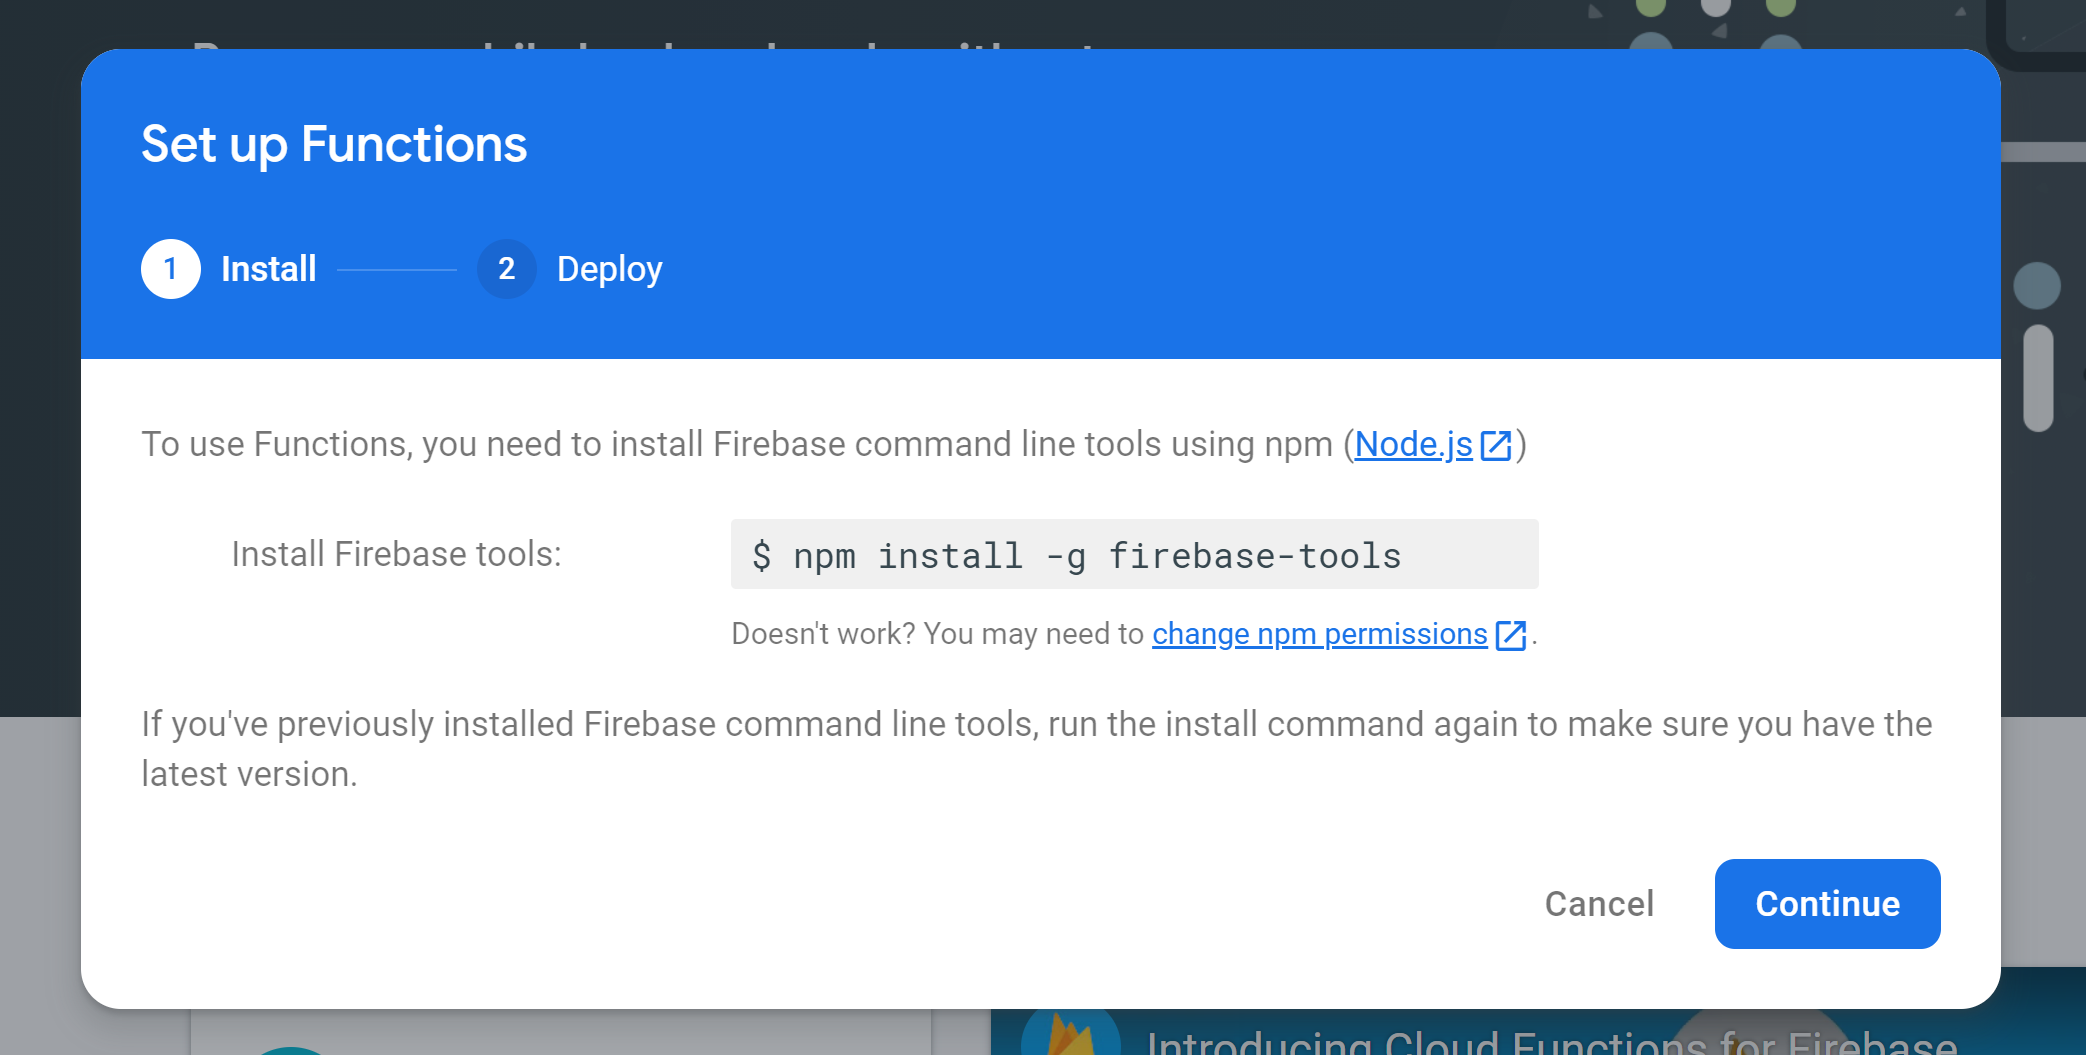 Set up Functions
1 Install 2 Deploy
To use Functions, you need to install Firebase command line tools using npm (Node.js)
Install Firebase tools: $ npm install -g firebase-tools
Doesn't work? You may need to change npm permissions.
If you've previously installed Firebase command line tools, run the install command again to make sure you have the
latest version.
Cancel Continue
Introducing Cloud Functions for Firebase